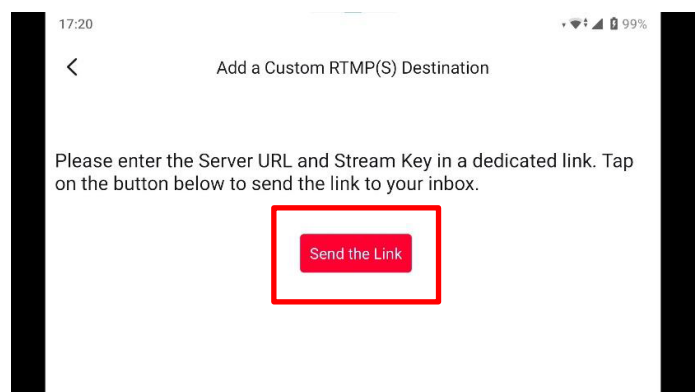 17:20
99%
Add a Custom RTMP(S) Destination
Please enter the Server URL and Stream Key in a dedicated link. Tap
on the button below to send the link to your inbox.
Send the Link